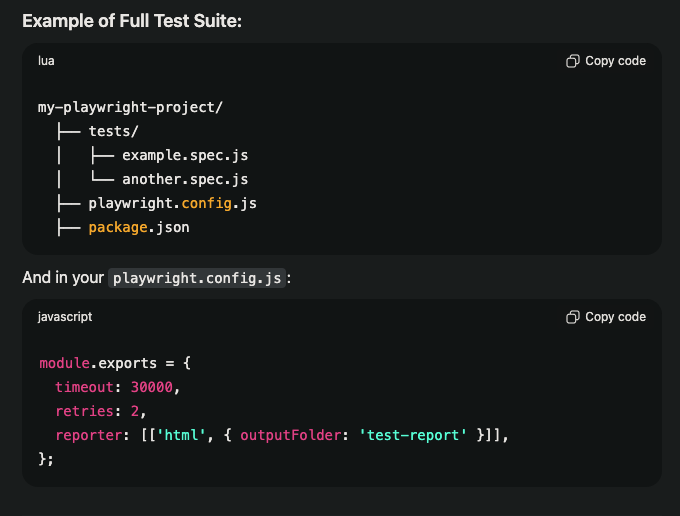 Example of Full Test Suite:
lua
Copy code
my-playwright-project/
  ├── tests/
  │   ├── example.spec.js
  │   └── another.spec.js
  ├── playwright.config.js
  ├── package.json
And in your playwright.config.js:
javascript
Copy code
module.exports = {
  timeout: 30000,
  retries: 2,
  reporter: [['html', { outputFolder: 'test-report' }]],
};